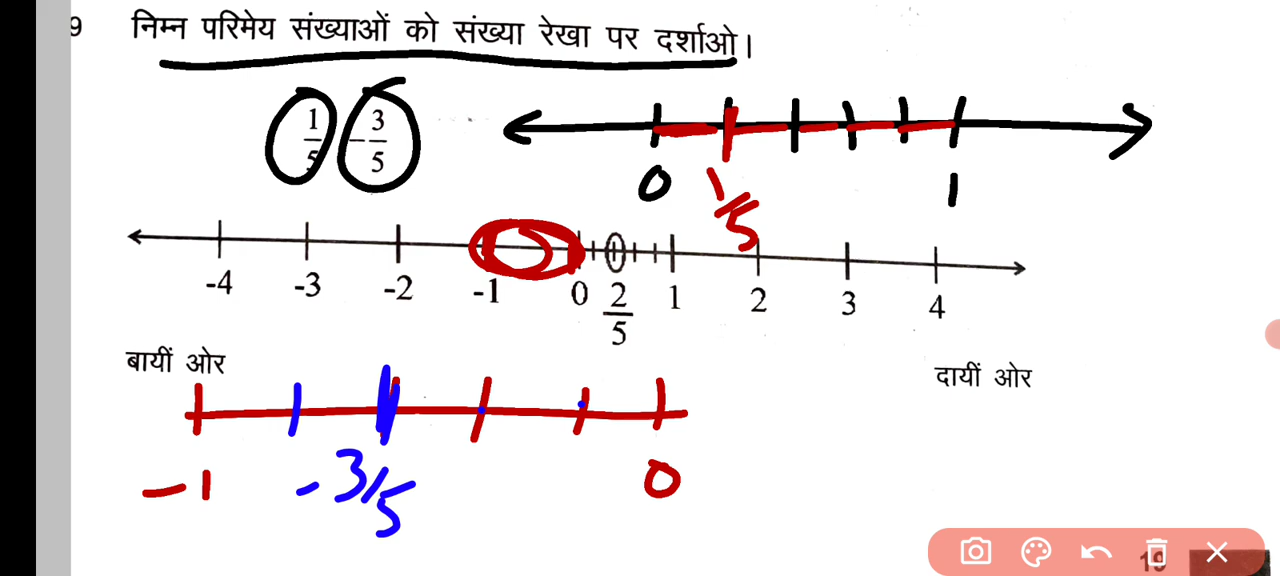 9 निम्न परिमेय संख्याओं को संख्या रेखा पर दर्शाओ।
1/5 -3/5
0 1/5 1
-4 -3 -2 -1 0 2/5 1 2 3 4
बायीं ओर दायीं ओर
-1 -3/5 0
19